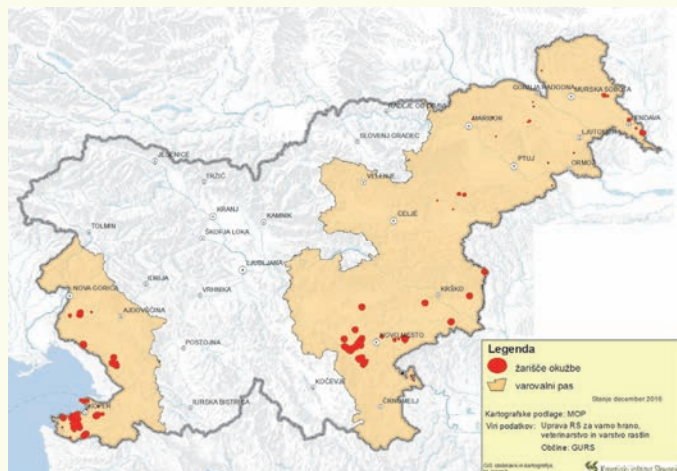 GORNJA RADGONA
MURSKA SOBOTA
RADLJE OB DRAVI
MARIBOR
LENDAVA
SLOVENJ GRADEC
LJUTOMER
JESENICE
PTUJ
ORMOŽ
TRŽIČ
VELENJE
KRANJ
KAMNIK
CELJE
TOLMIN
ŠKOFJA LOKA
LJUBLJANA
IDRIJA
NOVA GORICA
VRHNIKA
KRŠKO
AJDOVŠČINA
NOVO MESTO
POSTOJNA
KOČEVJE
KOPER
ILIRSKA BISTRICA
ČRNOMELJ
Legenda
žarišče okužbe
varovalni pas
Stanje december 2016
Kartografske podlage: MOP
Viri podatkov: Uprava RS za varno hrano,
veterinarstvo in varstvo rastlin
Občine: GURS
Kmetijski inštitut Slovenije